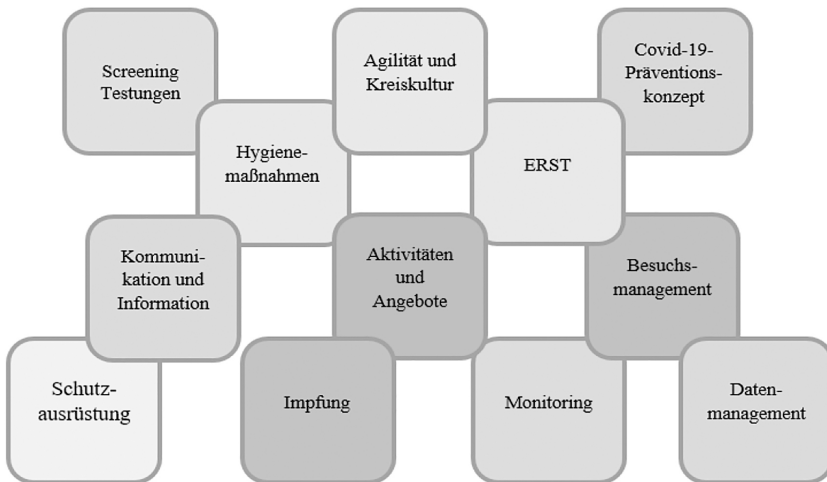 Screening
Testungen
Agilität und
Kreiskultur
Covid-19-
Präventions-
konzept
Hygiene-
maßnahmen
ERST
Kommuni-
kation und
Information
Aktivitäten
und
Angebote
Besuchs-
management
Schutz-
ausrüstung
Impfung
Monitoring
Daten-
management